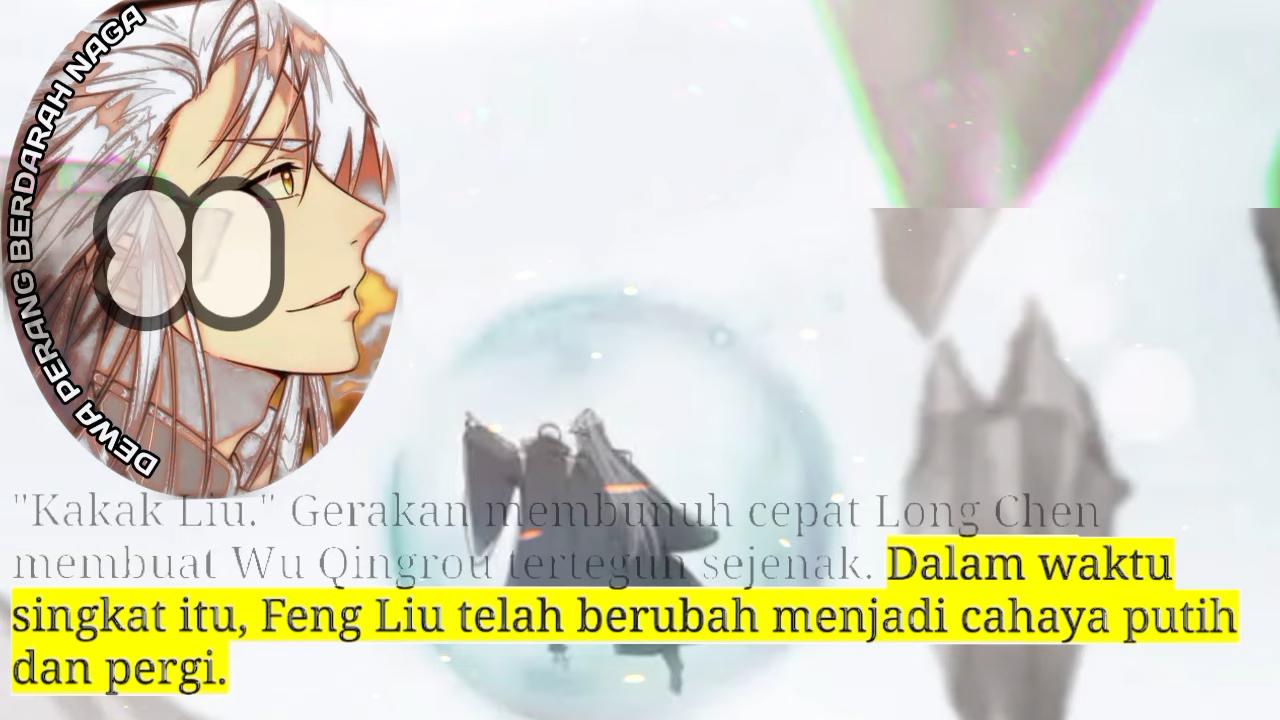 DEWA PERANG BERDARAH NAGA
80
"Kakak Liu." Gerakan membunuh cepat Long Chen
membuat Wu Qingrou tertegun sejenak. Dalam waktu
singkat itu, Feng Liu telah berubah menjadi cahaya putih
dan pergi.